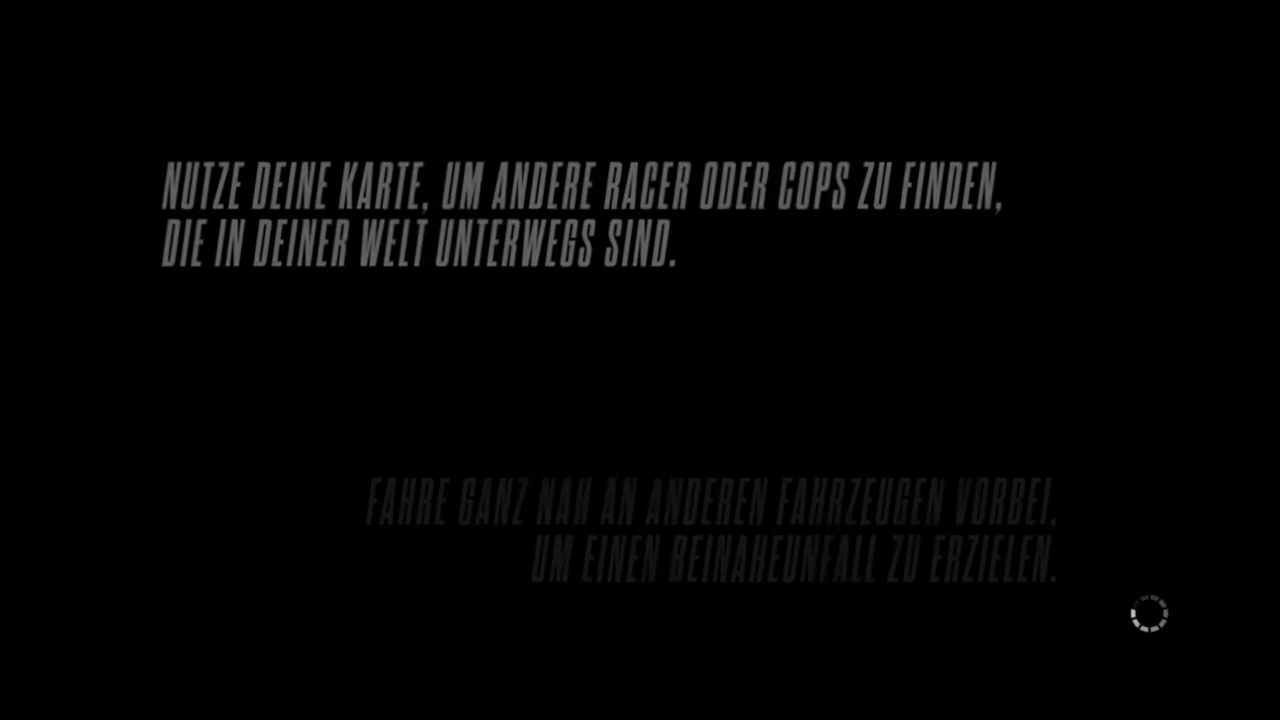 NUTZE DEINE KARTE, UM ANDERE RACER ODER COPS ZU FINDEN,
DIE IN DEINER WELT UNTERWEGS SIND.
FAHRE GANZ NAH AN ANDEREN FAHRZEUGEN VORBEI,
UM EINEN BEINAHEUNFALL ZU ERZIELEN.